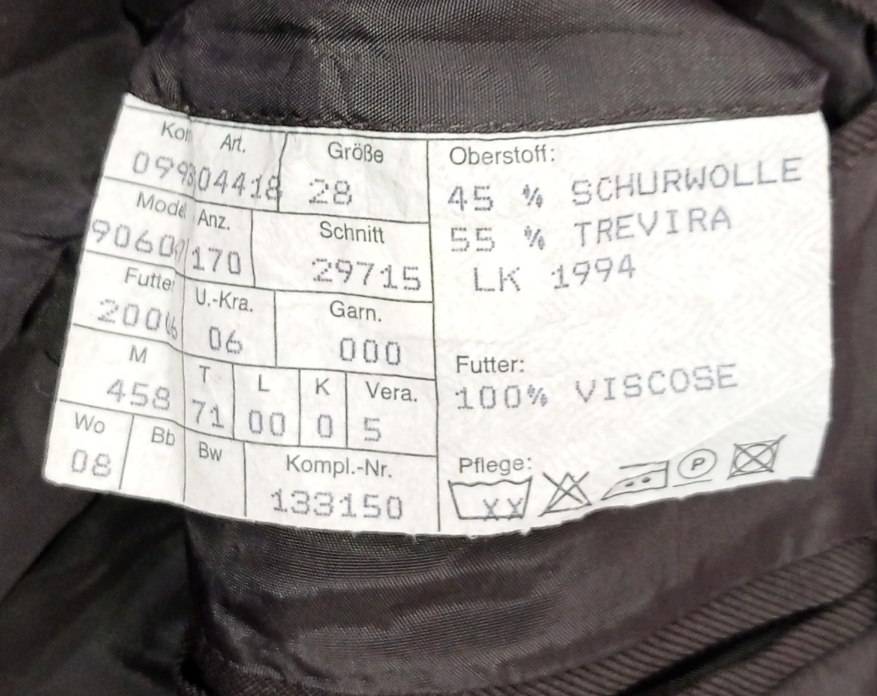 Art. Größe
04418 28
Anz. Schnitt
170 29715
U.-Kra. Garn.
06 000
M T L K Vera.
458 71 00 0 5
Wo Bb Bw Kompl.-Nr.
08 133150
Oberstoff:
45 % SCHURWOLLE
55 % TREVIRA
LK 1994
Futter:
100% VISCOSE
Pflege:
P